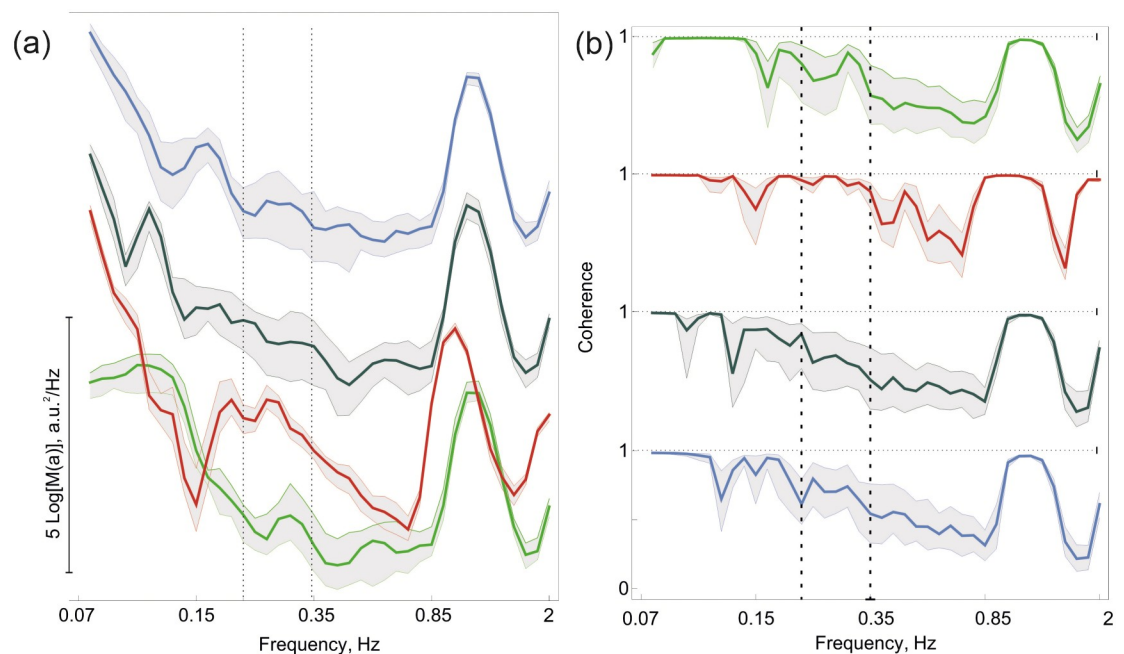 (a)
5 Log[M(a)], a.u.²/Hz
0.07 0.15 0.35 0.85 2
Frequency, Hz
(b)
Coherence
1
1
1
1
0
0.07 0.15 0.35 0.85 2
Frequency, Hz